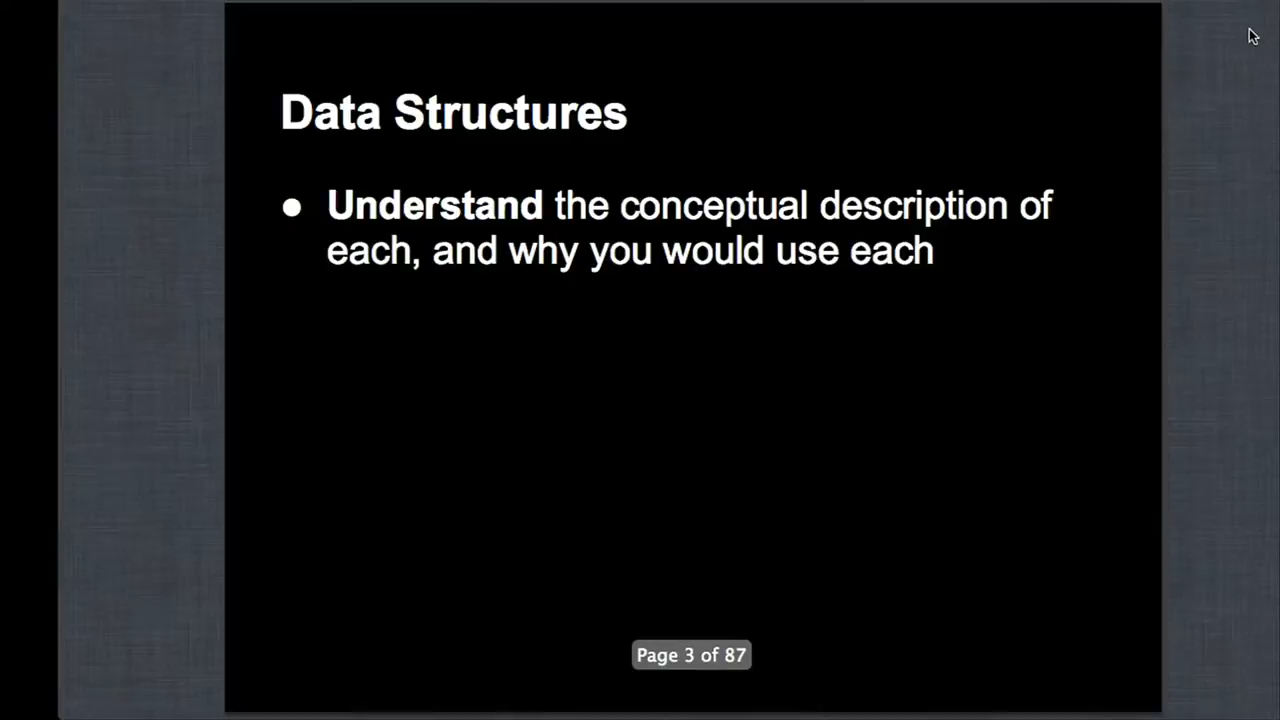 Data Structures
● Understand the conceptual description of
each, and why you would use each
Page 3 of 87